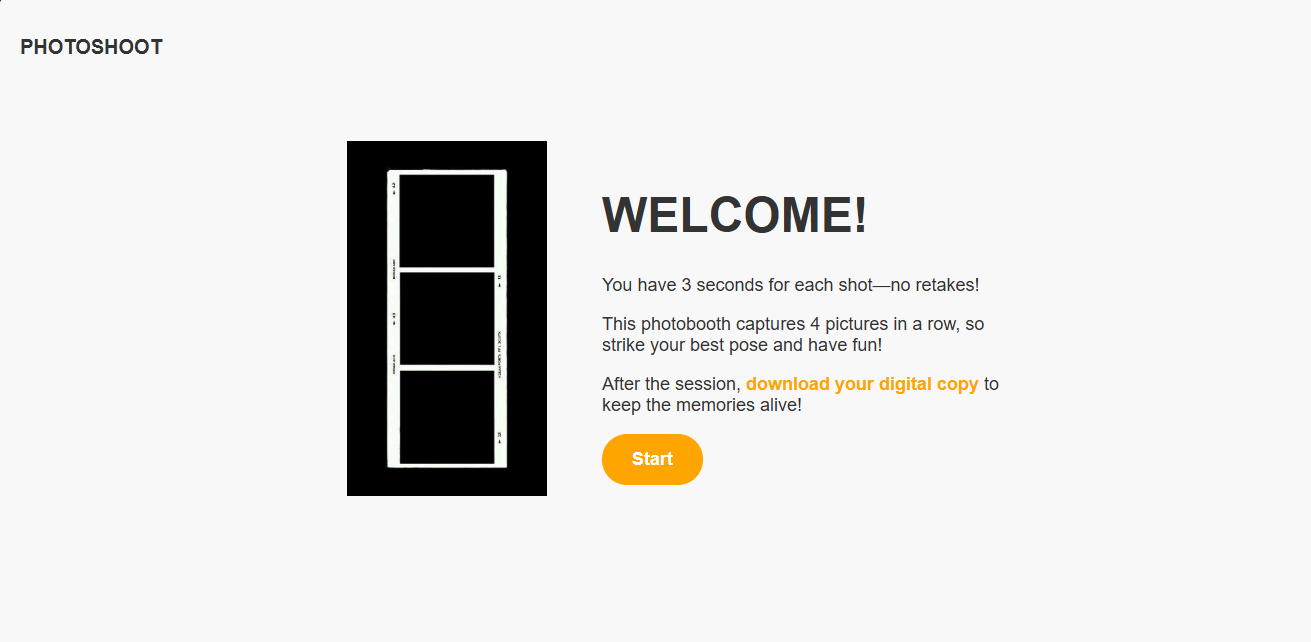 PHOTOSHOOT
WELCOME!
You have 3 seconds for each shot—no retakes!
This photobooth captures 4 pictures in a row, so
strike your best pose and have fun!
After the session, download your digital copy to
keep the memories alive!
Start